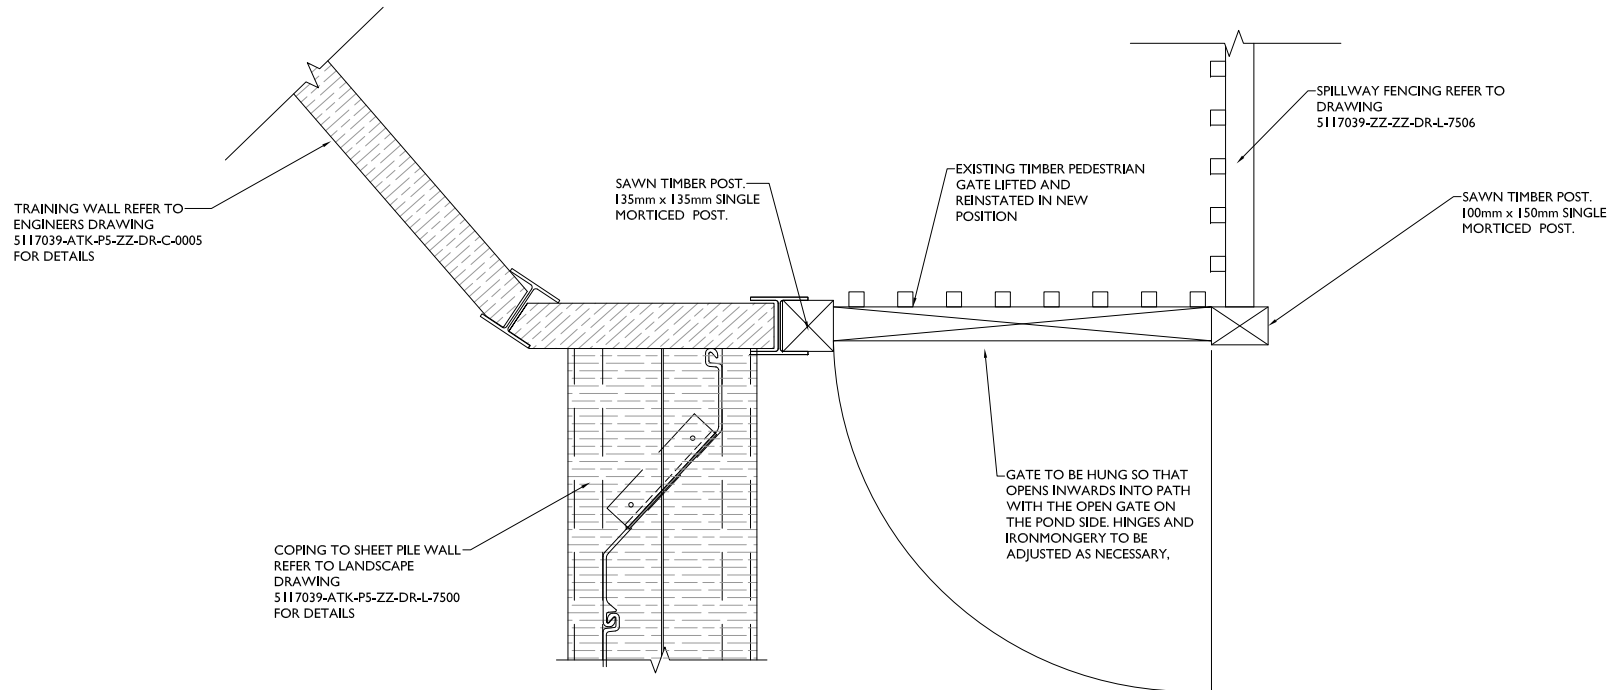 SPILLWAY FENCING REFER TO
DRAWING
5117039-ZZ-ZZ-DR-L-7506
EXISTING TIMBER PEDESTRIAN
GATE LIFTED AND
REINSTATED IN NEW
POSITION
SAWN TIMBER POST.
135mm x 135mm SINGLE
MORTICED POST.
SAWN TIMBER POST.
100mm x 150mm SINGLE
MORTICED POST.
TRAINING WALL REFER TO
ENGINEERS DRAWING
5117039-ATK-P5-ZZ-DR-C-0005
FOR DETAILS
GATE TO BE HUNG SO THAT
OPENS INWARDS INTO PATH
WITH THE OPEN GATE ON
THE POND SIDE. HINGES AND
IRONMONGERY TO BE
ADJUSTED AS NECESSARY,
COPING TO SHEET PILE WALL
REFER TO LANDSCAPE
DRAWING
5117039-ATK-P5-ZZ-DR-L-7500
FOR DETAILS